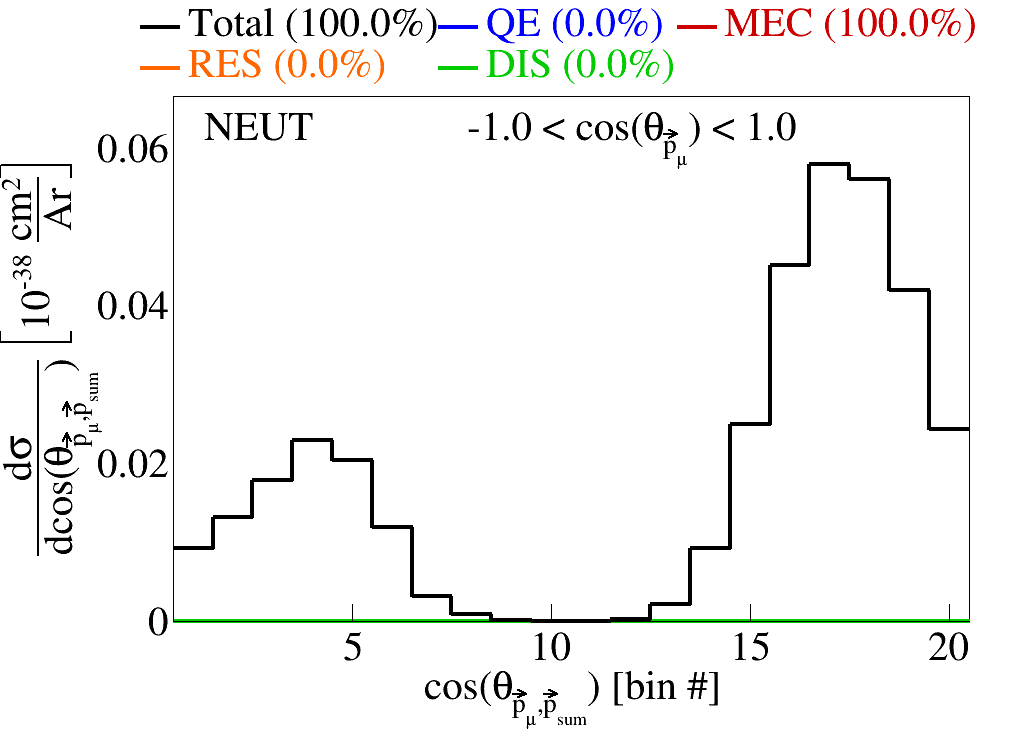 Total (100.0%) QE (0.0%) MEC (100.0%)
RES (0.0%) DIS (0.0%)
NEUT -1.0 < cos(θp⃗μ) < 1.0
dσ/dcos(θp⃗μ,p⃗sum) [10-38 cm2/Ar]
0.06
0.04
0.02
0
5 10 15 20
cos(θp⃗μ,p⃗sum) [bin #]